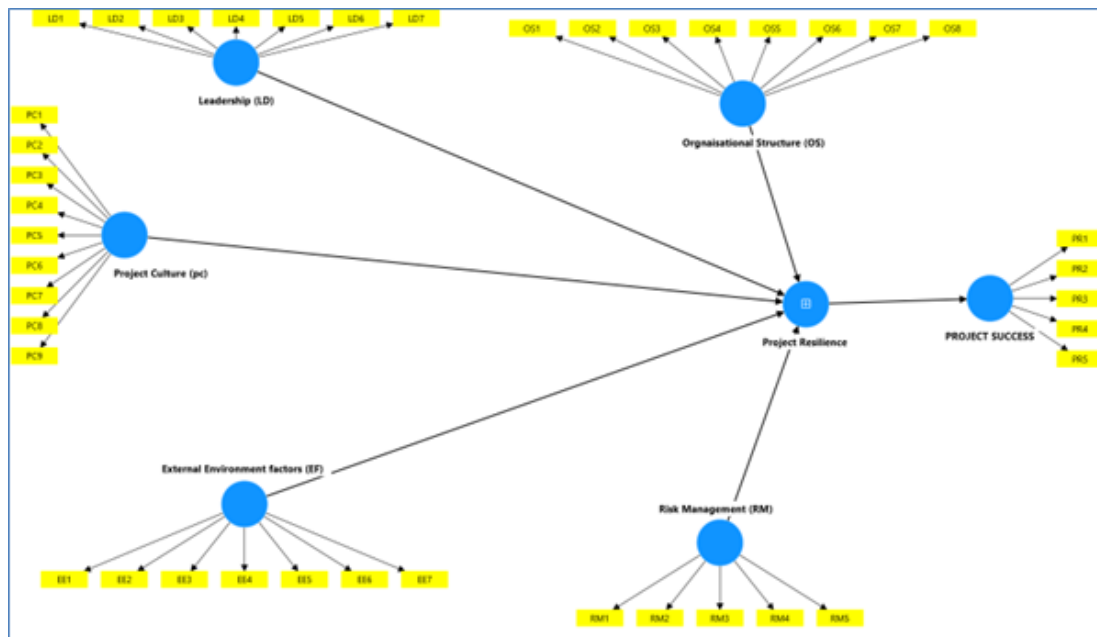 LD1 LD2 LD3 LD4 LD5 LD6 LD7
OS1 OS2 OS3 OS4 OS5 OS6 OS7 OS8
Leadership (LD)
Orgnaisational Structure (OS)
PC1
PC2
PC3
PC4
PC5
PC6
PC7
PC8
PC9
Project Culture (pc)
Project Resilience
PROJECT SUCCESS
PR1
PR2
PR3
PR4
PR5
External Environment factors (EF)
EE1 EE2 EE3 EE4 EE5 EE6 EE7
Risk Management (RM)
RM1 RM2 RM3 RM4 RM5